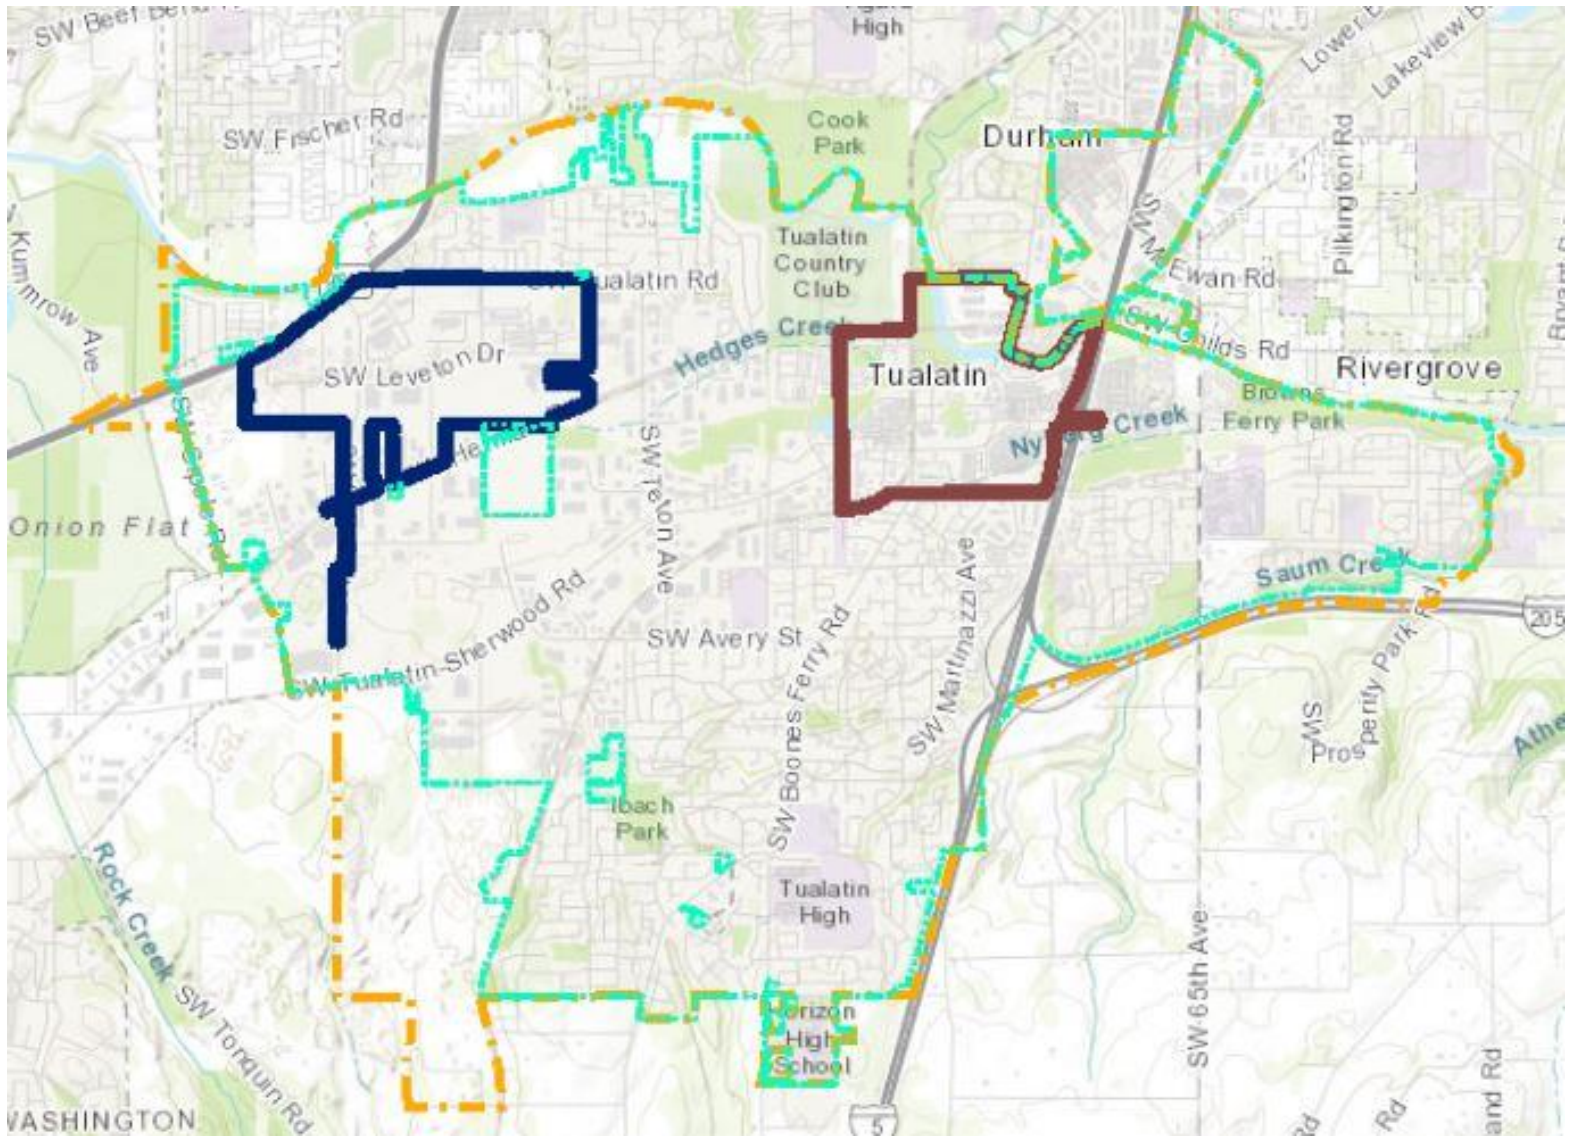 High
Lower
Lakeview
SW Fischer Rd
Cook
Park
Durham
Pilkington Rd
Kummrow Ave
Tualatin
Country
Club
ualatin Rd
Ewan Rd
Hedges Creek
SW Childs Rd
SW Leveton Dr
Tualatin
Rivergrove
Browns
Ferry Park
Creek
SW Teton Ave
Onion Flat
Saum Creek
205
SW Tualatin-Sherwood Rd
SW Avery St
SW Boones Ferry Rd
SW Martinazzi Ave
SW
Prosperity Park Rd
Ibach
Park
Rock Creek
Tualatin
High
SW 65th Ave
SW Tonquin Rd
Horizon
High
School
WASHINGTON
5
Rd
Rd
and Rd